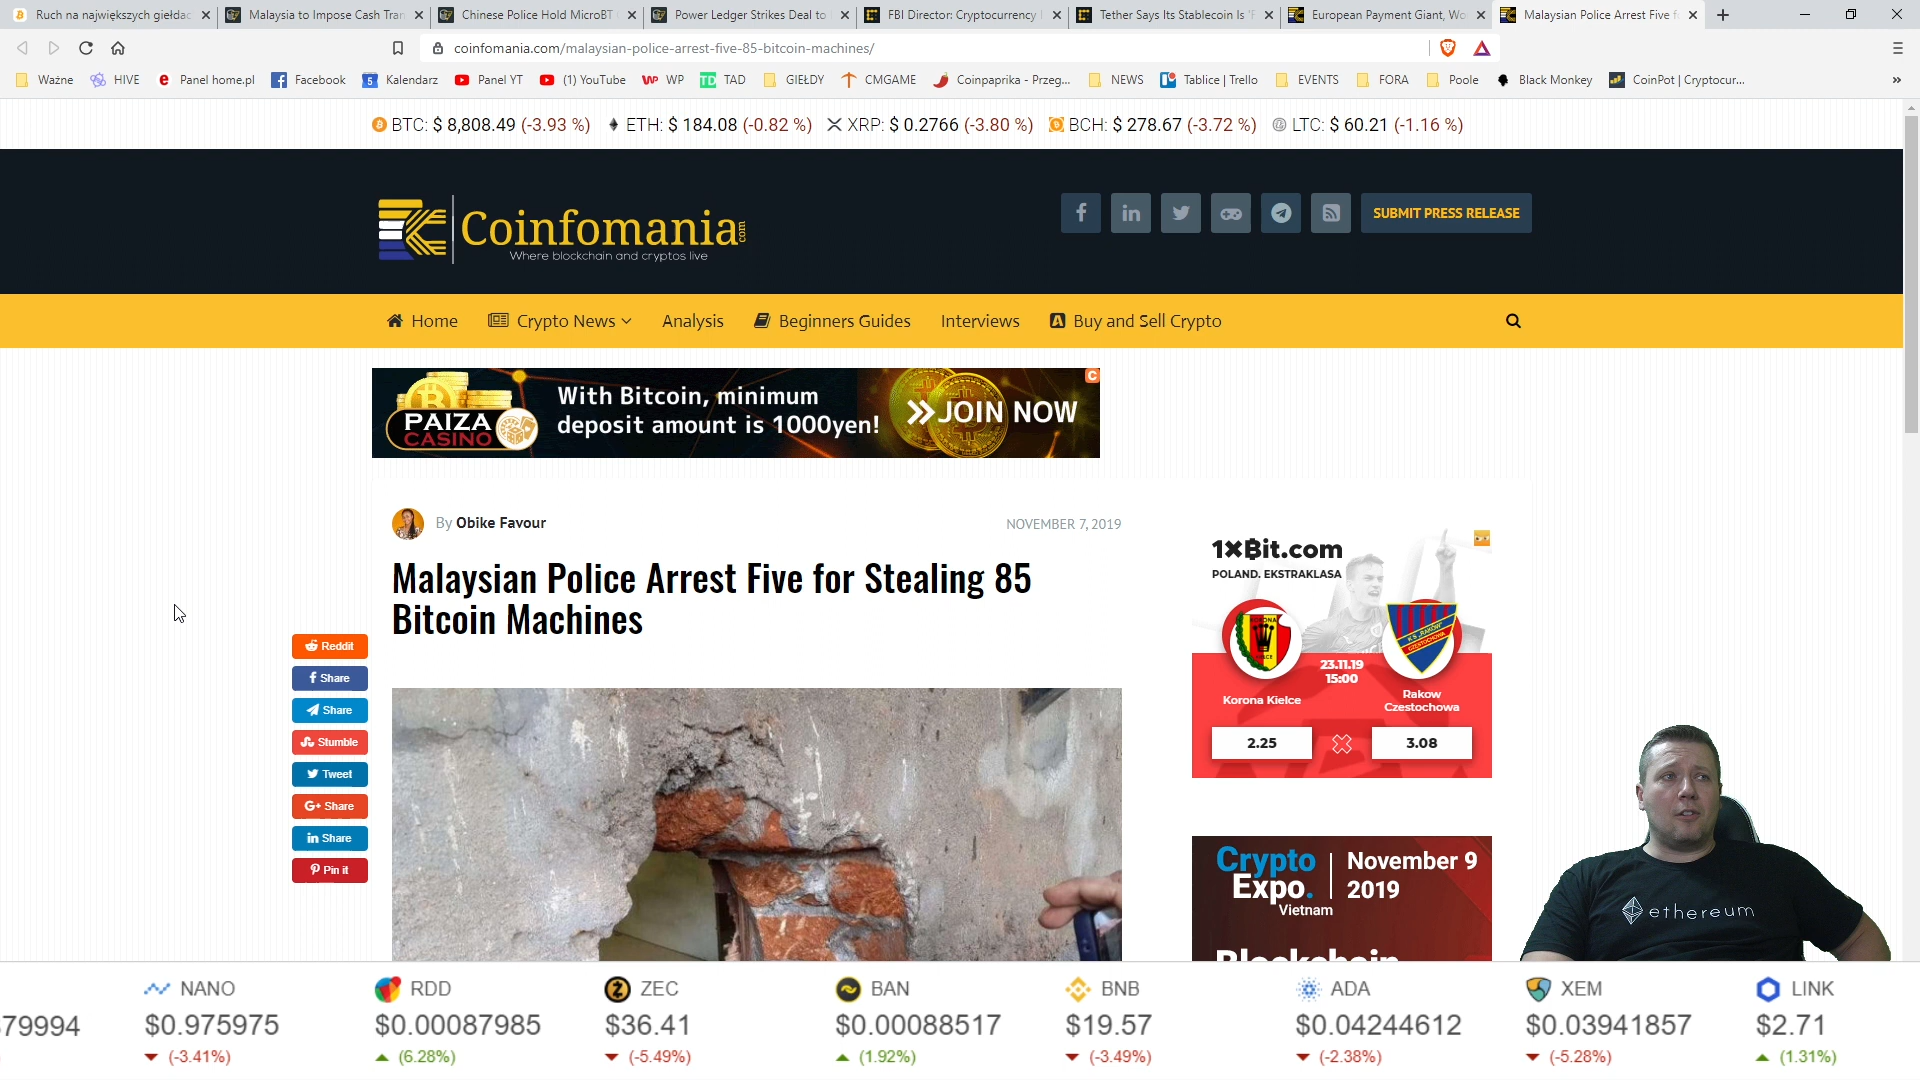 Ruch na największych giełdac
Malaysia to Impose Cash Tran
Chinese Police Hold MicroBT
Power Ledger Strikes Deal to
FBI Director: Cryptocurrency
Tether Says Its Stablecoin Is 'F
European Payment Giant, Wo
Malaysian Police Arrest Five f
coinfomania.com/malaysian-police-arrest-five-85-bitcoin-machines/
Ważne HIVE Panel home.pl Facebook Kalendarz Panel YT (1) YouTube WP TAD GIEŁDY CMGAME Coinpaprika - Przeg... NEWS Tablice | Trello EVENTS FORA Poole Black Monkey CoinPot | Cryptocur... »
BTC: $ 8,808.49 (-3.93 %) ETH: $ 184.08 (-0.82 %) XRP: $ 0.2766 (-3.80 %) BCH: $ 278.67 (-3.72 %) LTC: $ 60.21 (-1.16 %)
Coinfomania.com
Where blockchain and cryptos live
SUBMIT PRESS RELEASE
Home Crypto News Analysis Beginners Guides Interviews Buy and Sell Crypto
PAIZA
CASINO
With Bitcoin, minimum
deposit amount is 1000yen!
JOIN NOW
By Obike Favour
NOVEMBER 7, 2019
Malaysian Police Arrest Five for Stealing 85
Bitcoin Machines
Reddit
Share
Share
Stumble
Tweet
G+ Share
in Share
Pin it
1XBit.com
POLAND. EKSTRAKLASA
KORONA
KIELCE
23.11.19
15:00
Korona Kielce
Rakow
Czestochowa
2.25
3.08
Crypto
Expo.
Vietnam
November 9
2019
Blockchain
ethereum
NANO RDD ZEC BAN BNB ADA XEM LINK
79994 $0.975975 $0.00087985 $36.41 $0.00088517 $19.57 $0.04244612 $0.03941857 $2.71
(-3.41%) (6.28%) (-5.49%) (1.92%) (-3.49%) (-2.38%) (-5.28%) (1.31%)